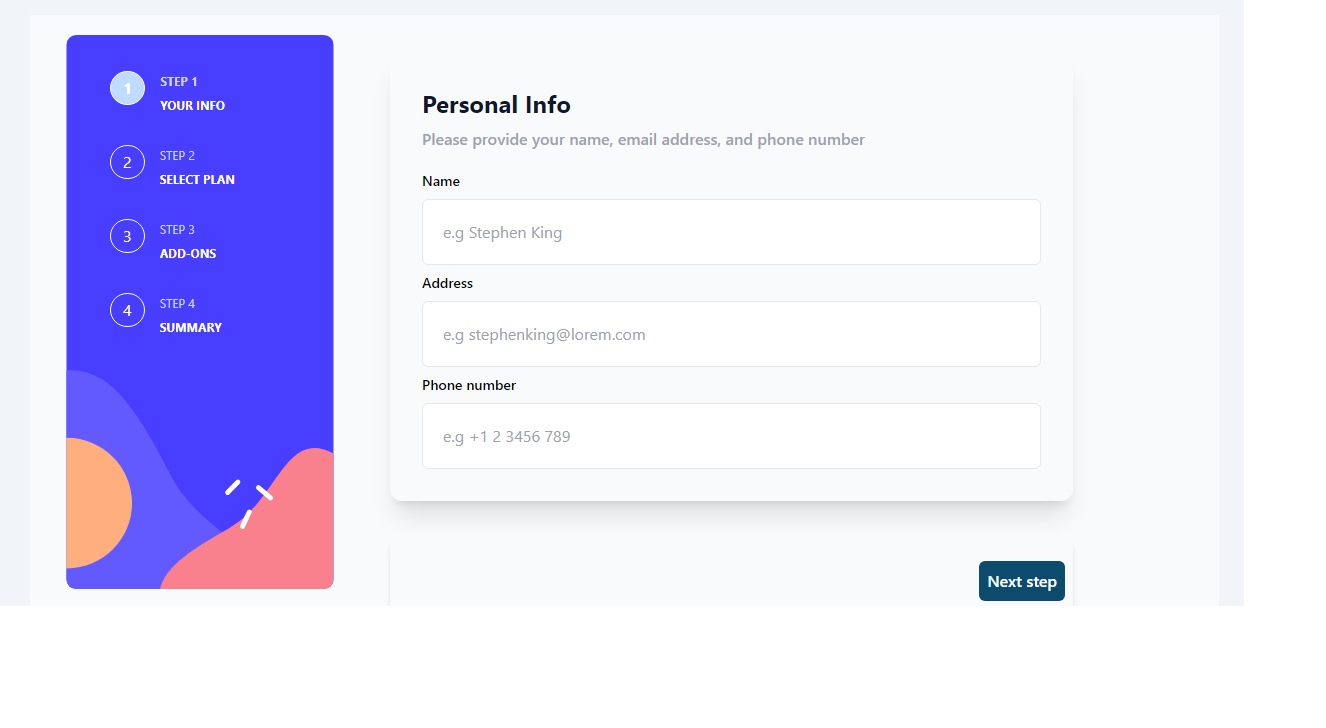 1
STEP 1
YOUR INFO
2
STEP 2
SELECT PLAN
3
STEP 3
ADD-ONS
4
STEP 4
SUMMARY
Personal Info
Please provide your name, email address, and phone number
Name
e.g Stephen King
Address
e.g stephenking@lorem.com
Phone number
e.g +1 2 3456 789
Next step